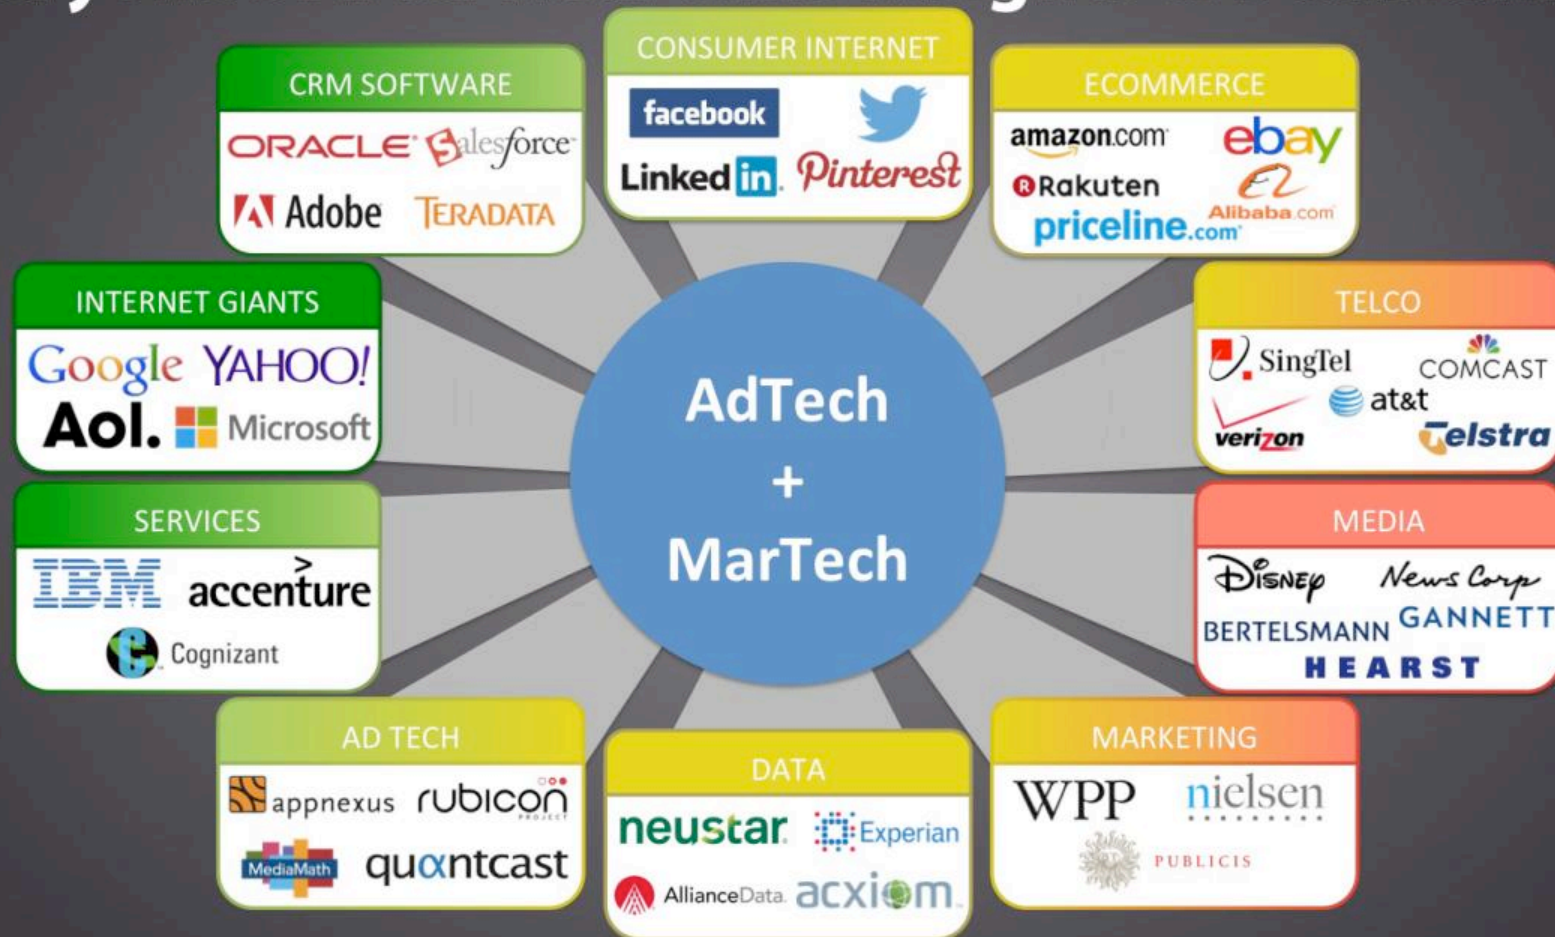 CONSUMER INTERNET
facebook
Linked in. Pinterest
CRM SOFTWARE
ORACLE salesforce
Adobe TERADATA
ECOMMERCE
amazon.com ebay
Rakuten
Alibaba.com
priceline.com
INTERNET GIANTS
Google YAHOO!
Aol. Microsoft
TELCO
SingTel COMCAST
at&t
verizon Telstra
AdTech
+
MarTech
SERVICES
IBM accenture
Cognizant
MEDIA
Disney News Corp
BERTELSMANN GANNETT
HEARST
AD TECH
appnexus rubicon
PROJECT
MediaMath quantcast
DATA
neustar Experian
AllianceData acxiom
MARKETING
WPP nielsen
PUBLICIS